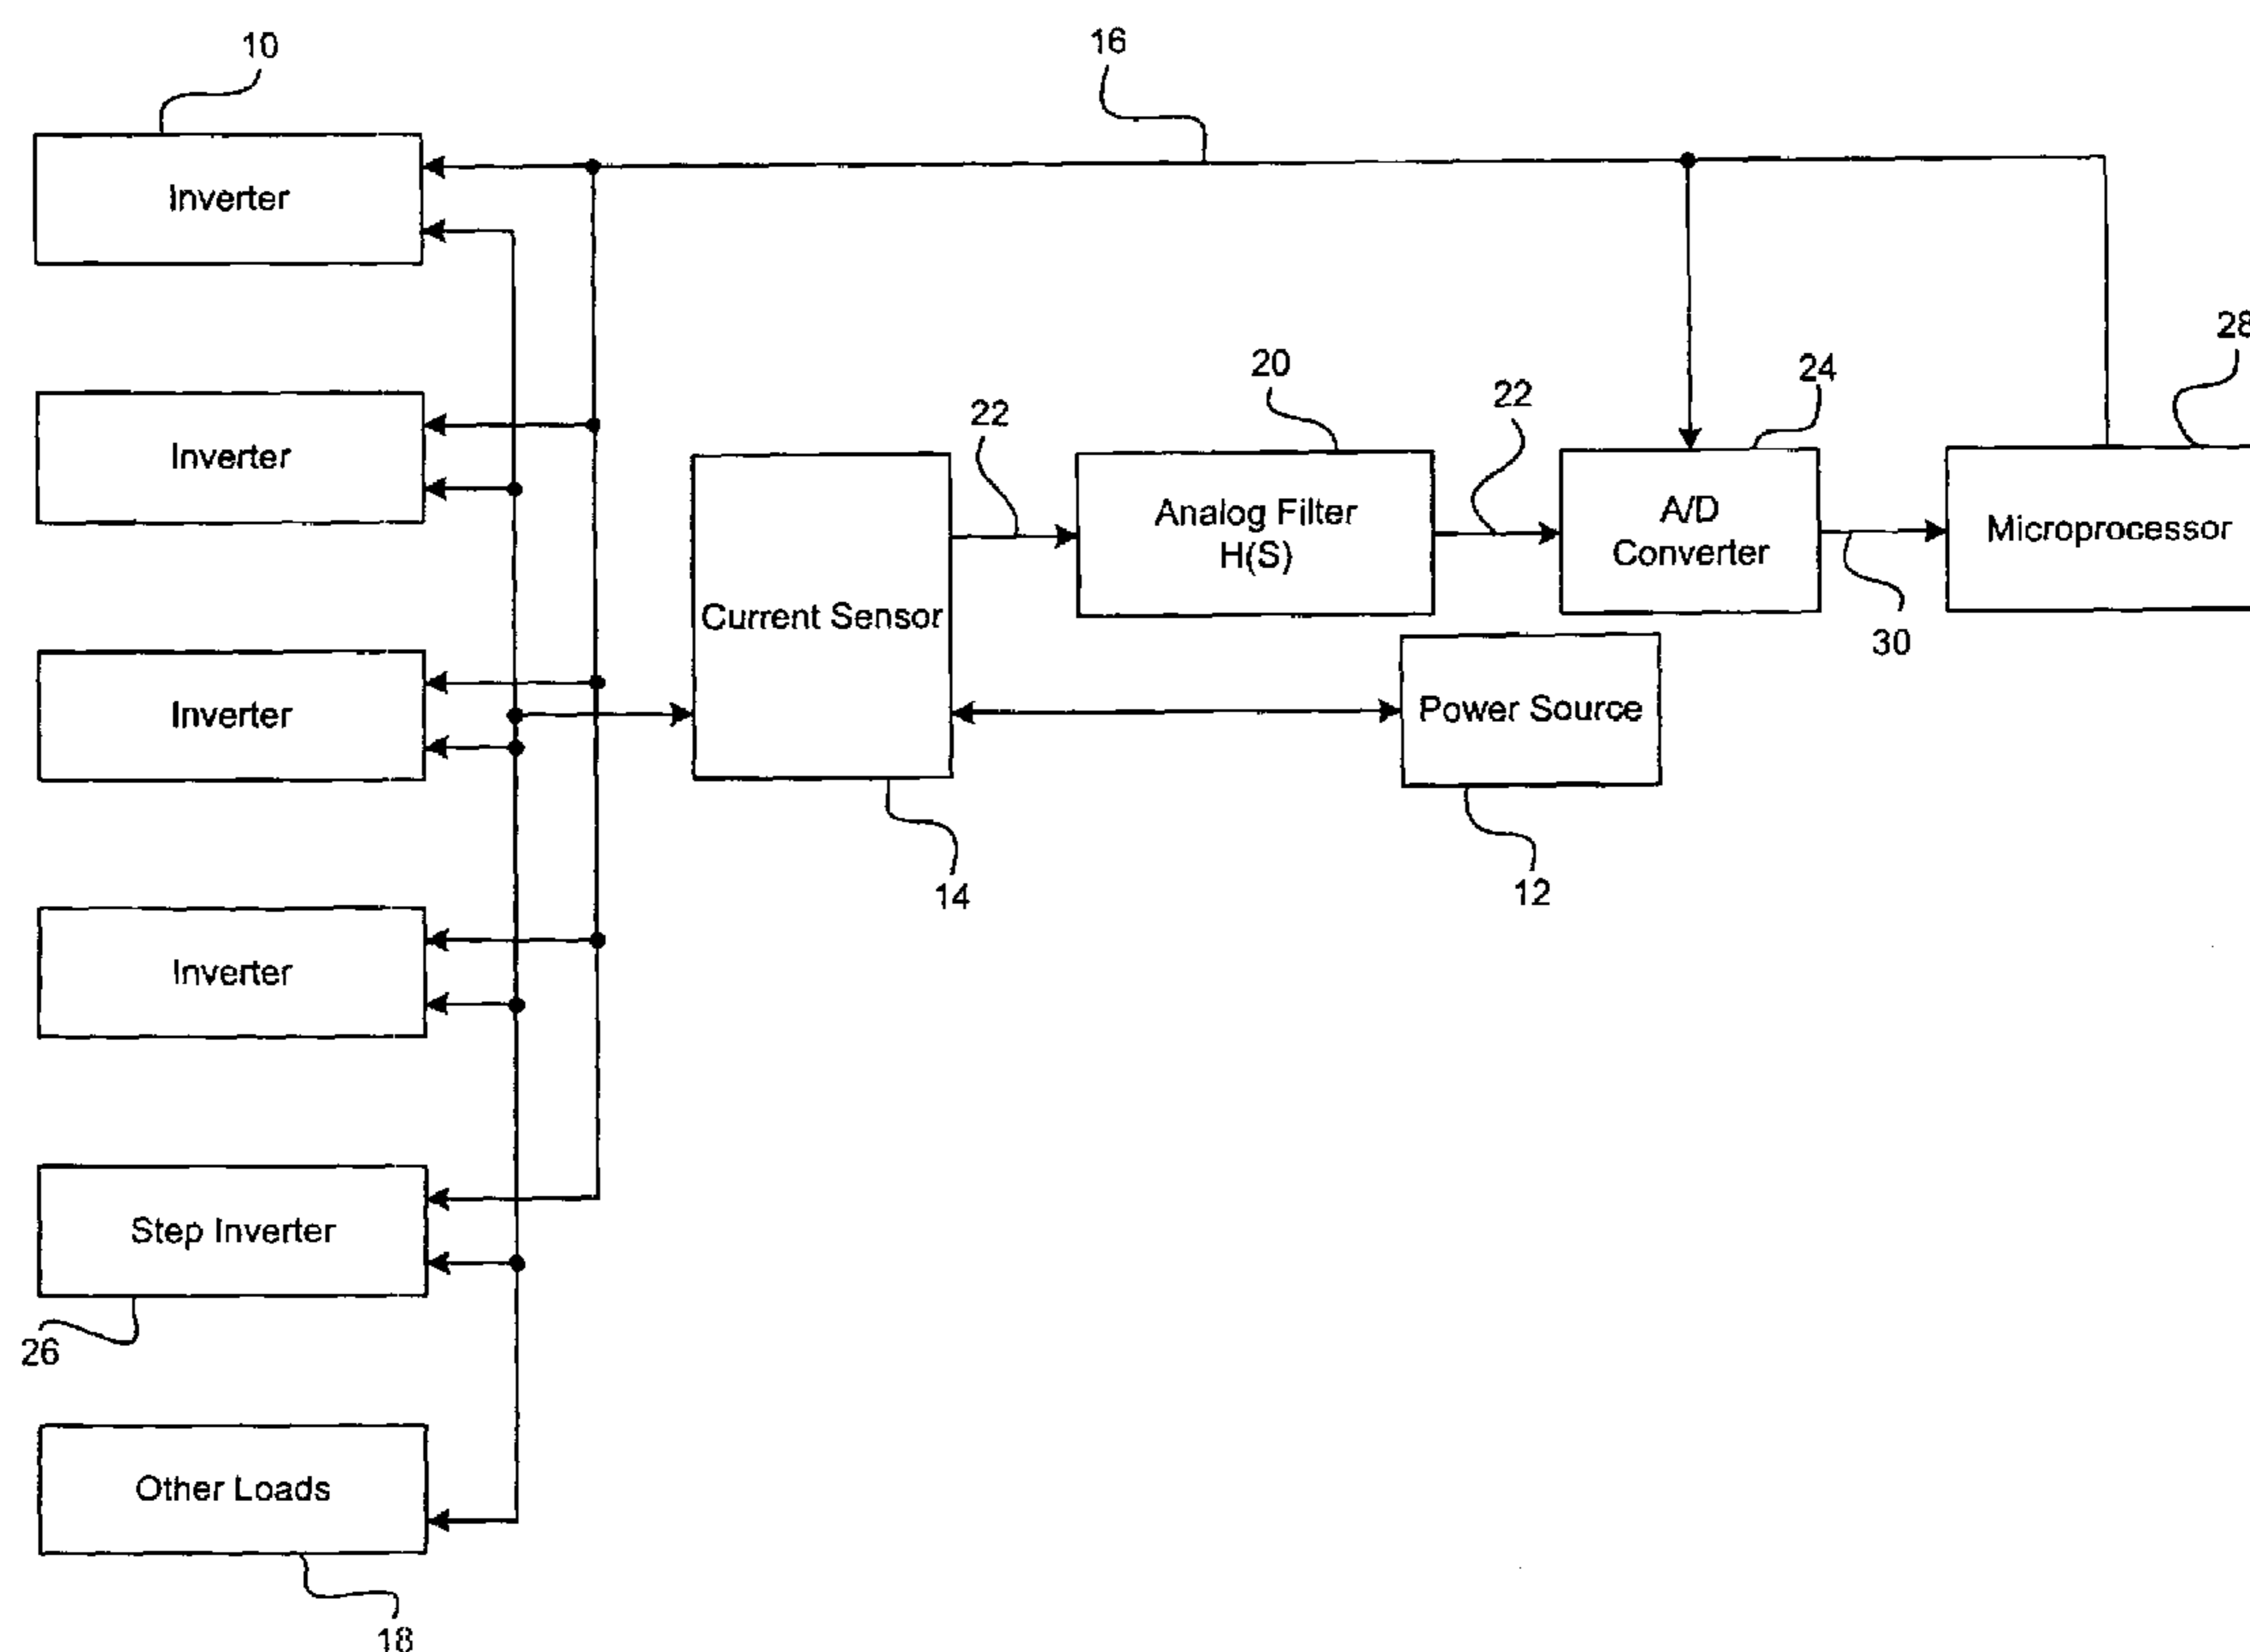 10
16
Inverter
28
20
22
24
22
Inverter
Analog Filter
H(S)
A/D
Converter
Microprocessor
Current Sensor
30
Inverter
Power Source
14
12
Inverter
Step Inverter
26
Other Loads
18